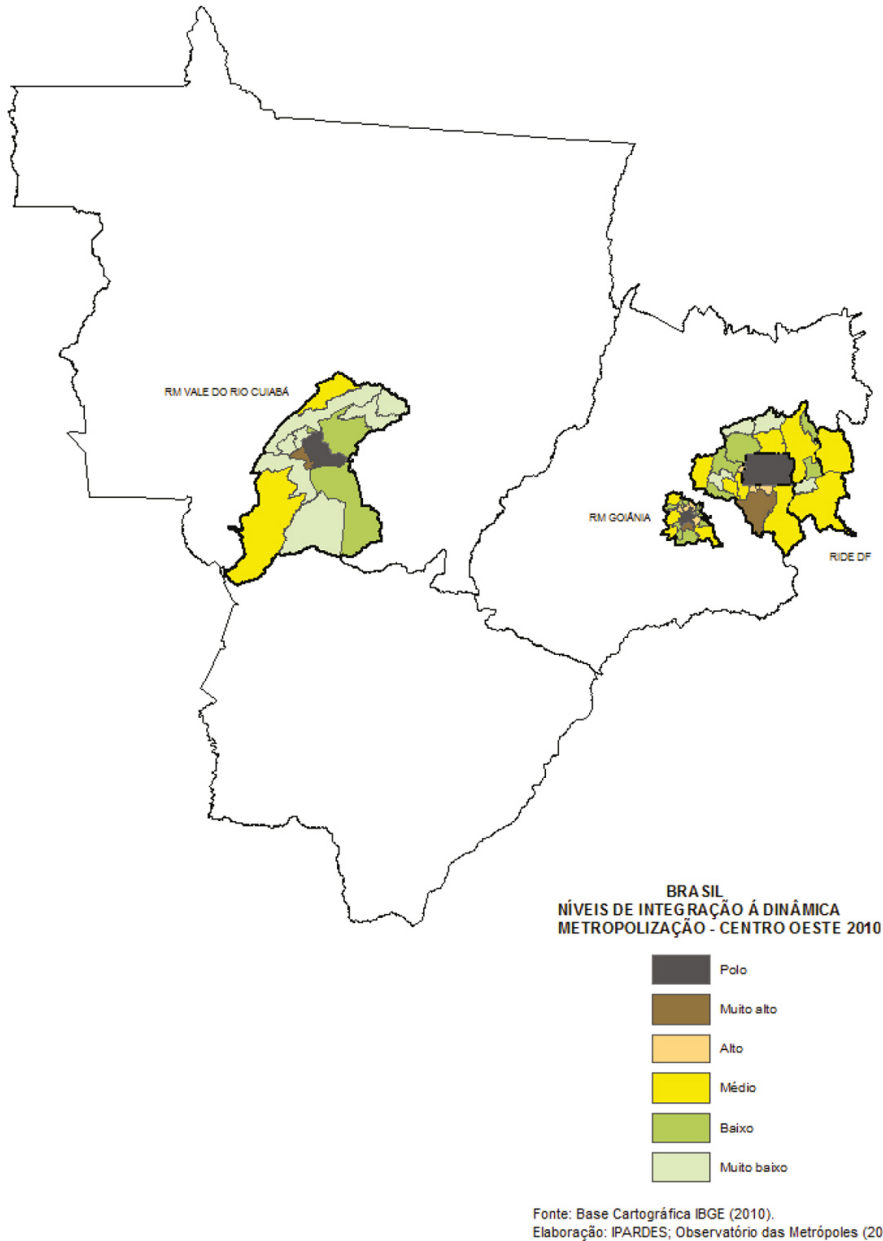 RM VALE DO RIO CUIABÁ
RM GOIÂNIA
RIDE DF
BRASIL
NÍVEIS DE INTEGRAÇÃO Á DINÂMICA
METROPOLIZAÇÃO - CENTRO OESTE 2010
Polo
Muito alto
Alto
Médio
Baixo
Muito baixo
Fonte: Base Cartográfica IBGE (2010).
Elaboração: IPARDES; Observatório das Metrópoles (20